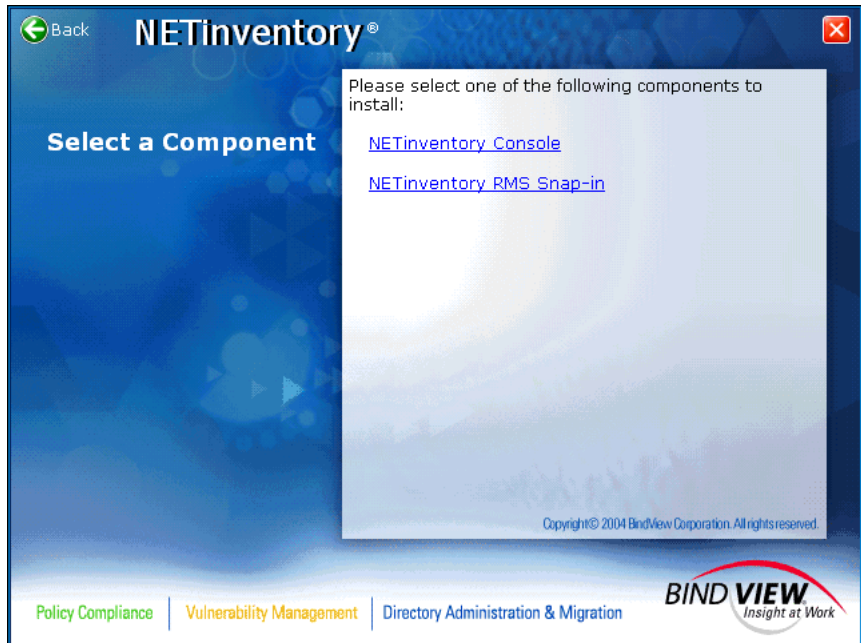 Back
NETinventory®
Select a Component
Please select one of the following components to
install:
NETinventory Console
NETinventory RMS Snap-in
Copyright© 2004 BindView Corporation. All rights reserved.
Policy Compliance
Vulnerability Management
Directory Administration & Migration
BIND VIEW.
Insight at Work